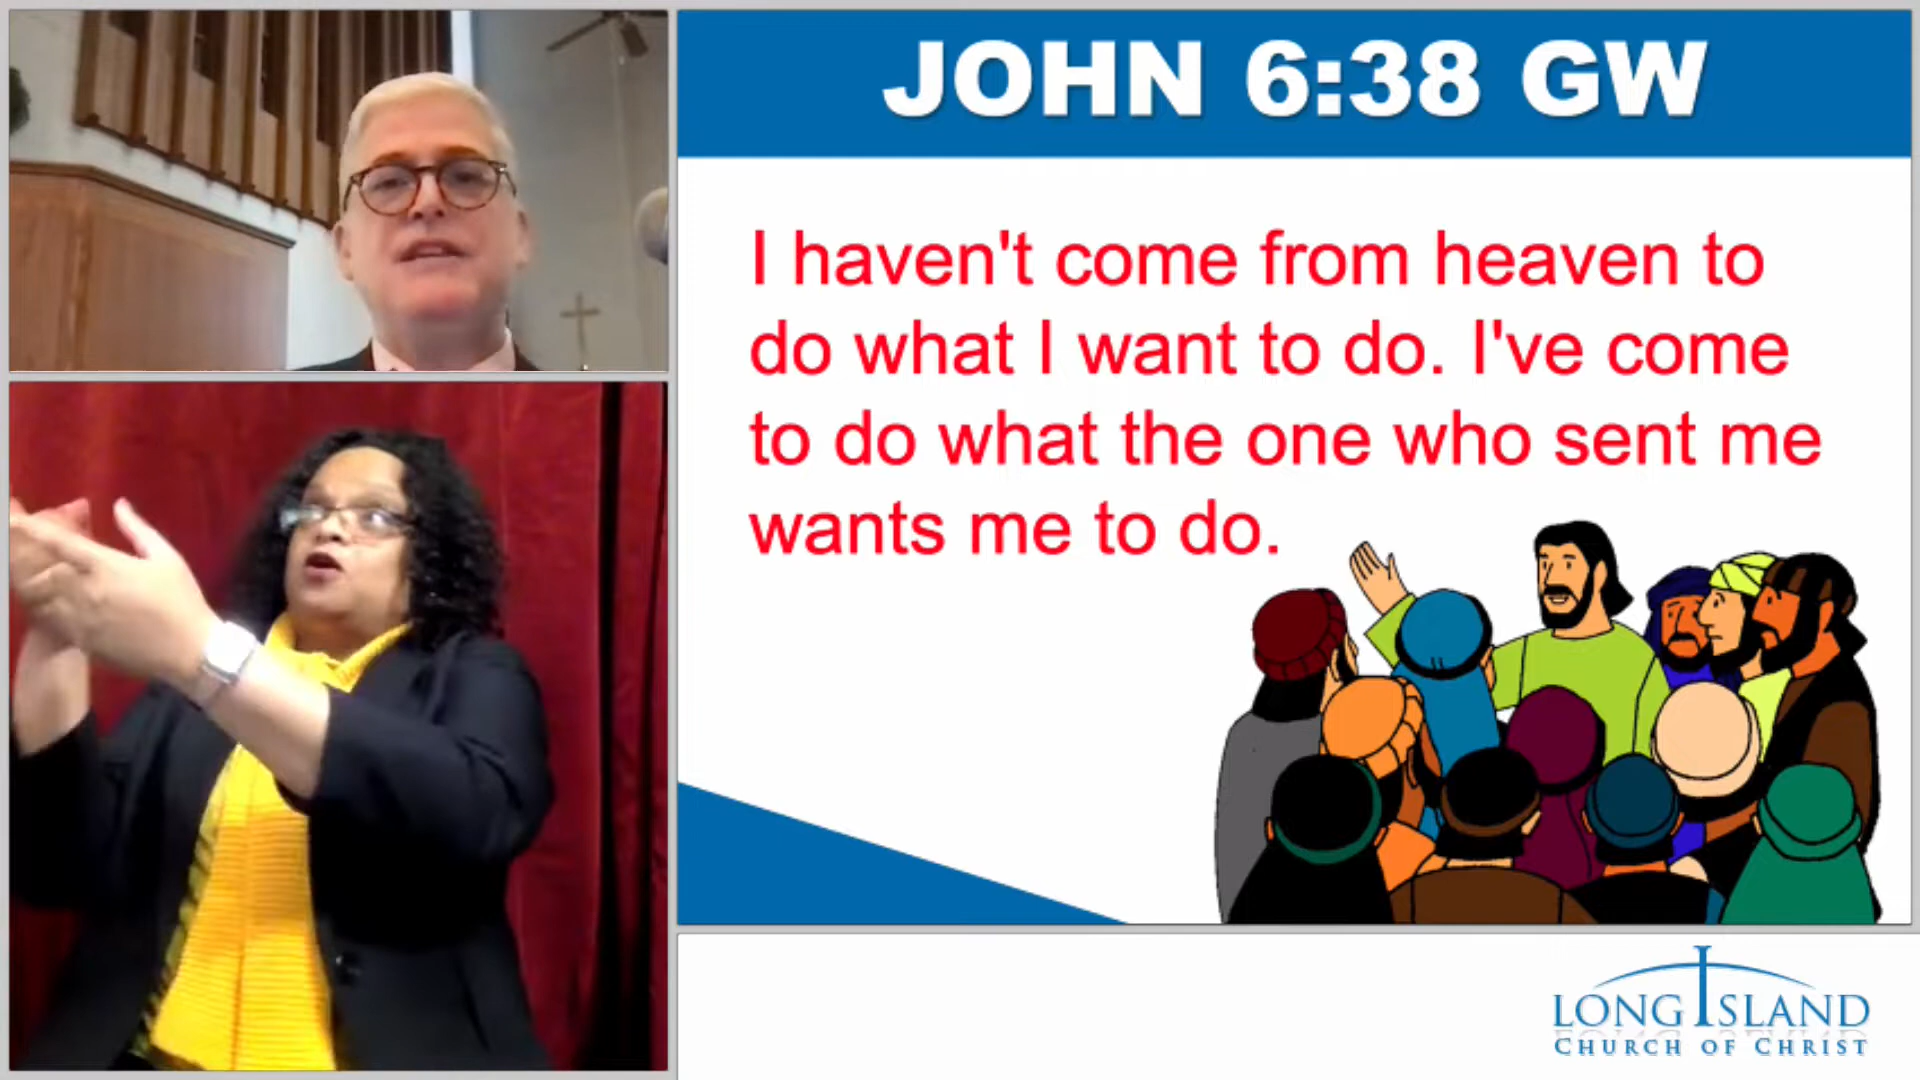 JOHN 6:38 GW
I haven't come from heaven to
do what I want to do. I've come
to do what the one who sent me
wants me to do.
LONG ISLAND
CHURCH OF CHRIST